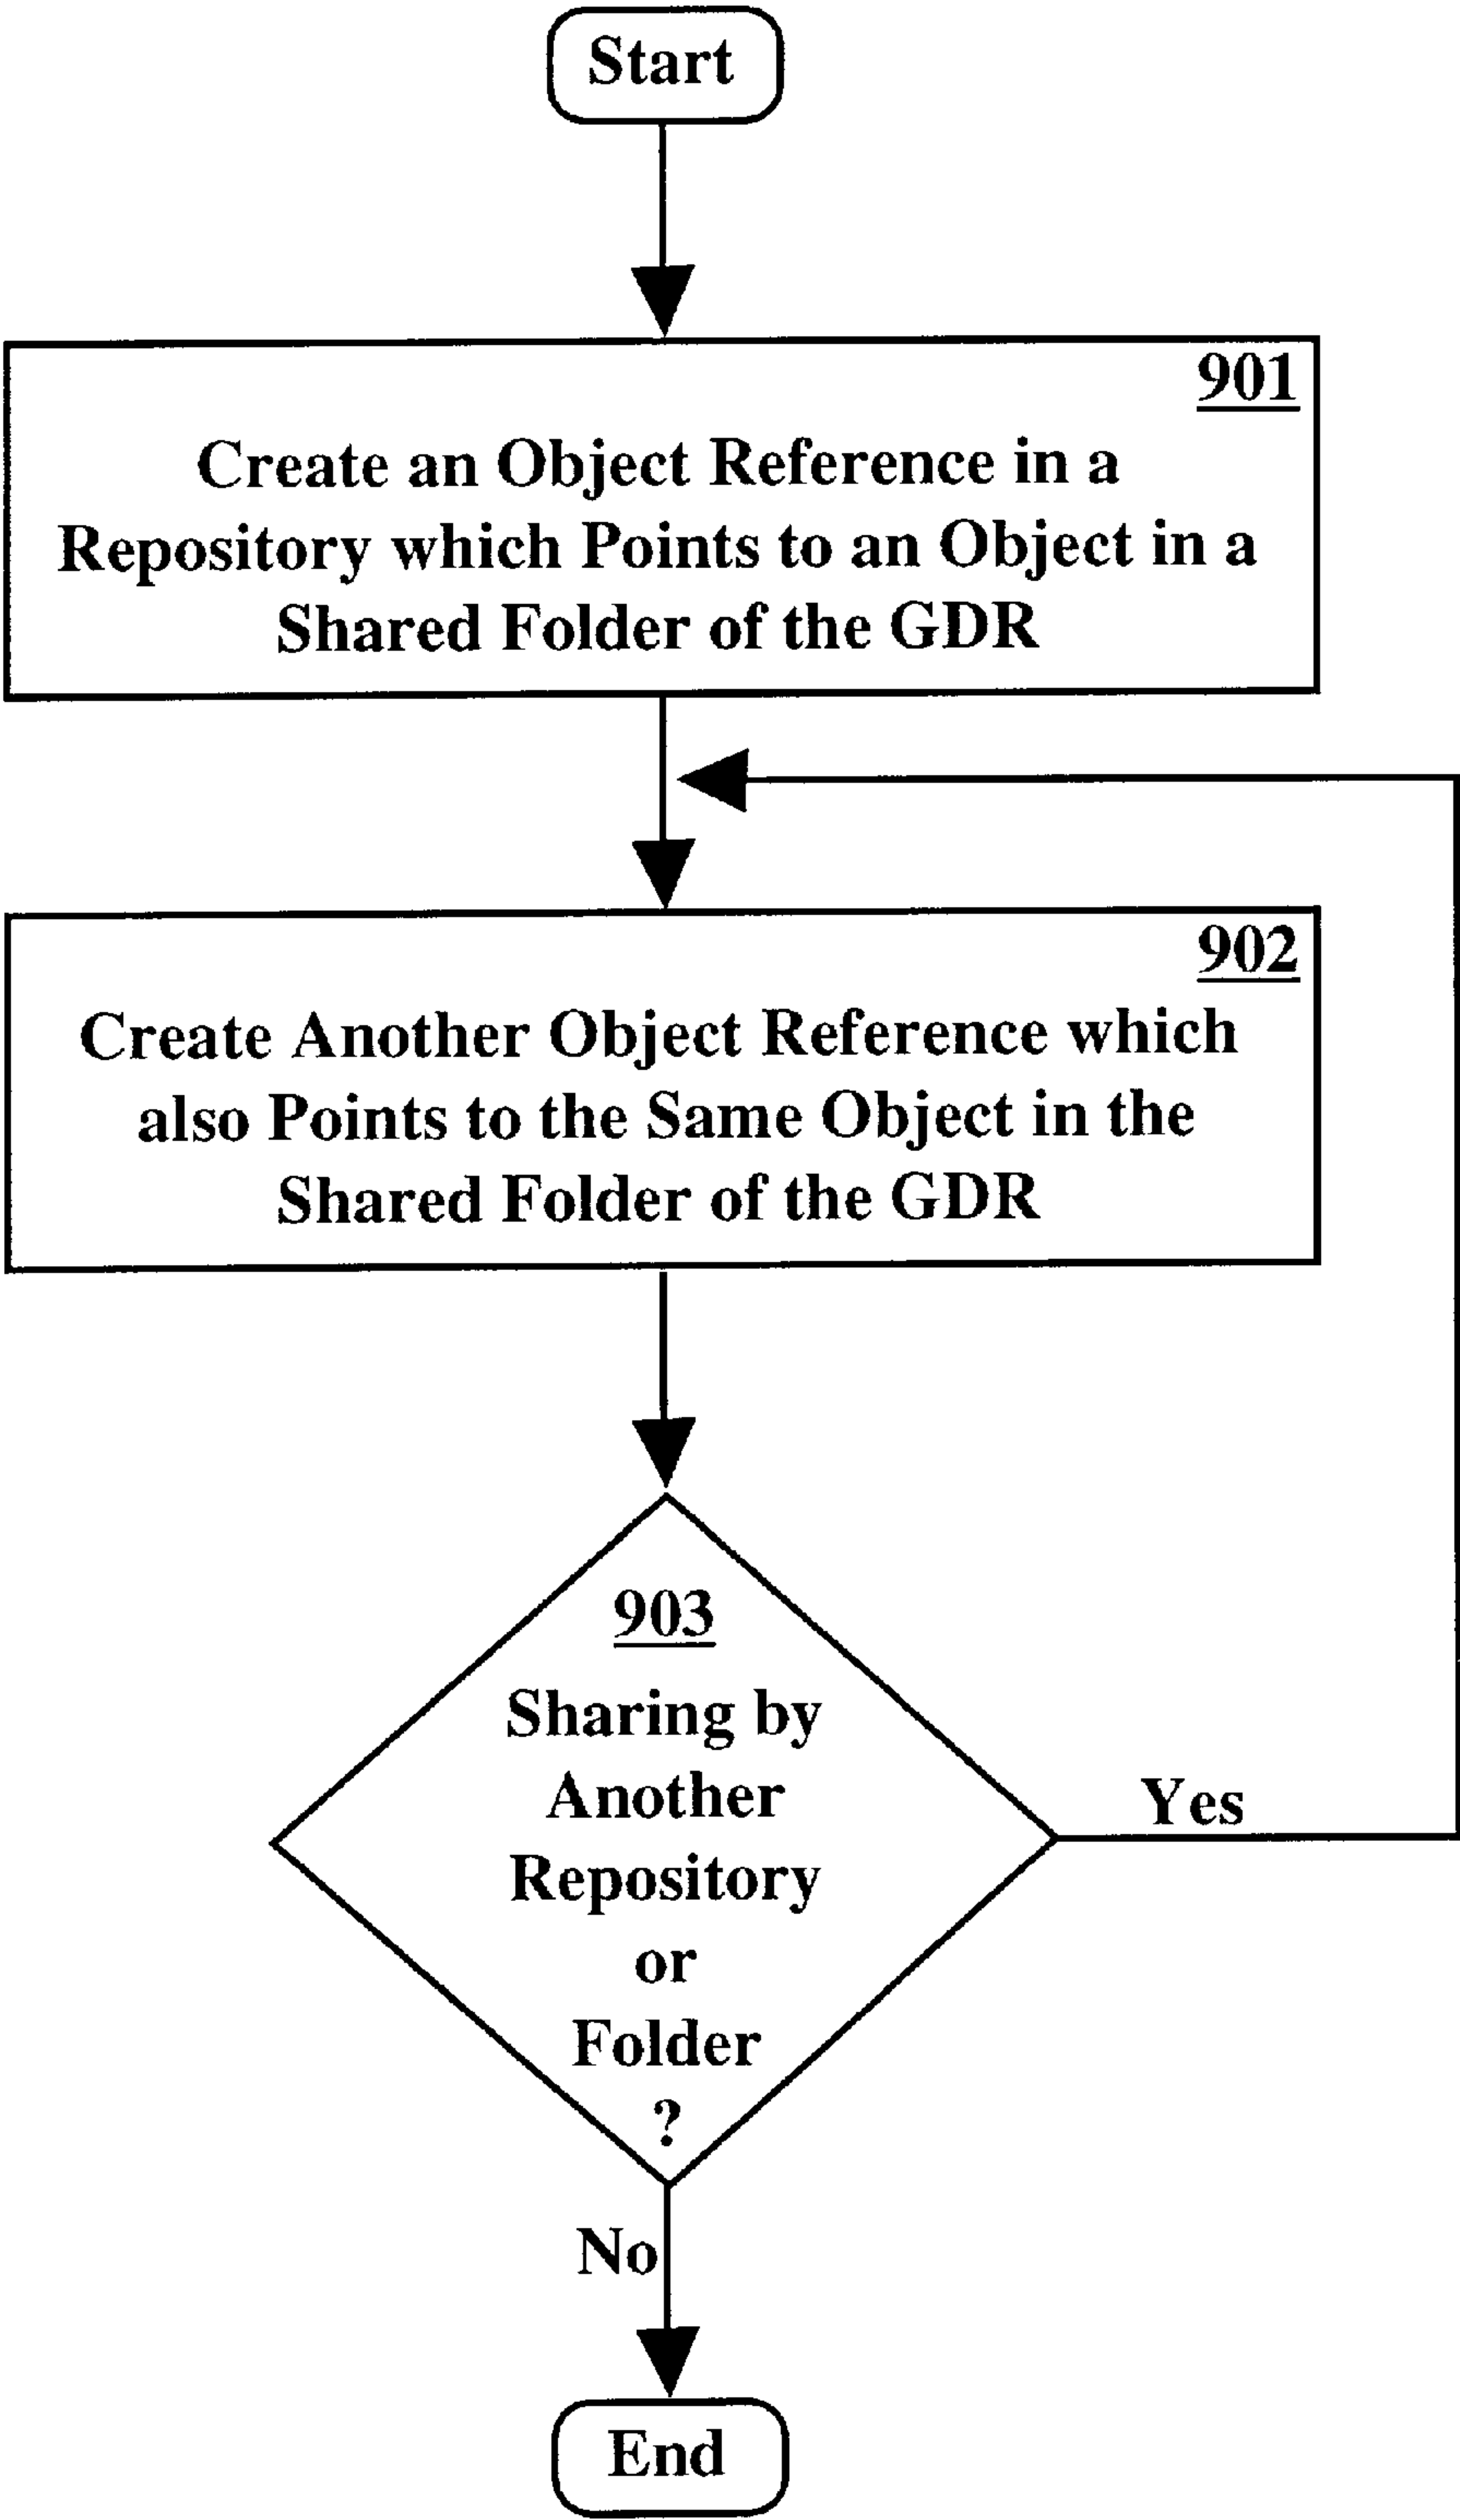 Start
901
Create an Object Reference in a
Repository which Points to an Object in a
Shared Folder of the GDR
902
Create Another Object Reference which
also Points to the Same Object in the
Shared Folder of the GDR
903
Sharing by
Another
Repository
or
Folder
?
Yes
No
End